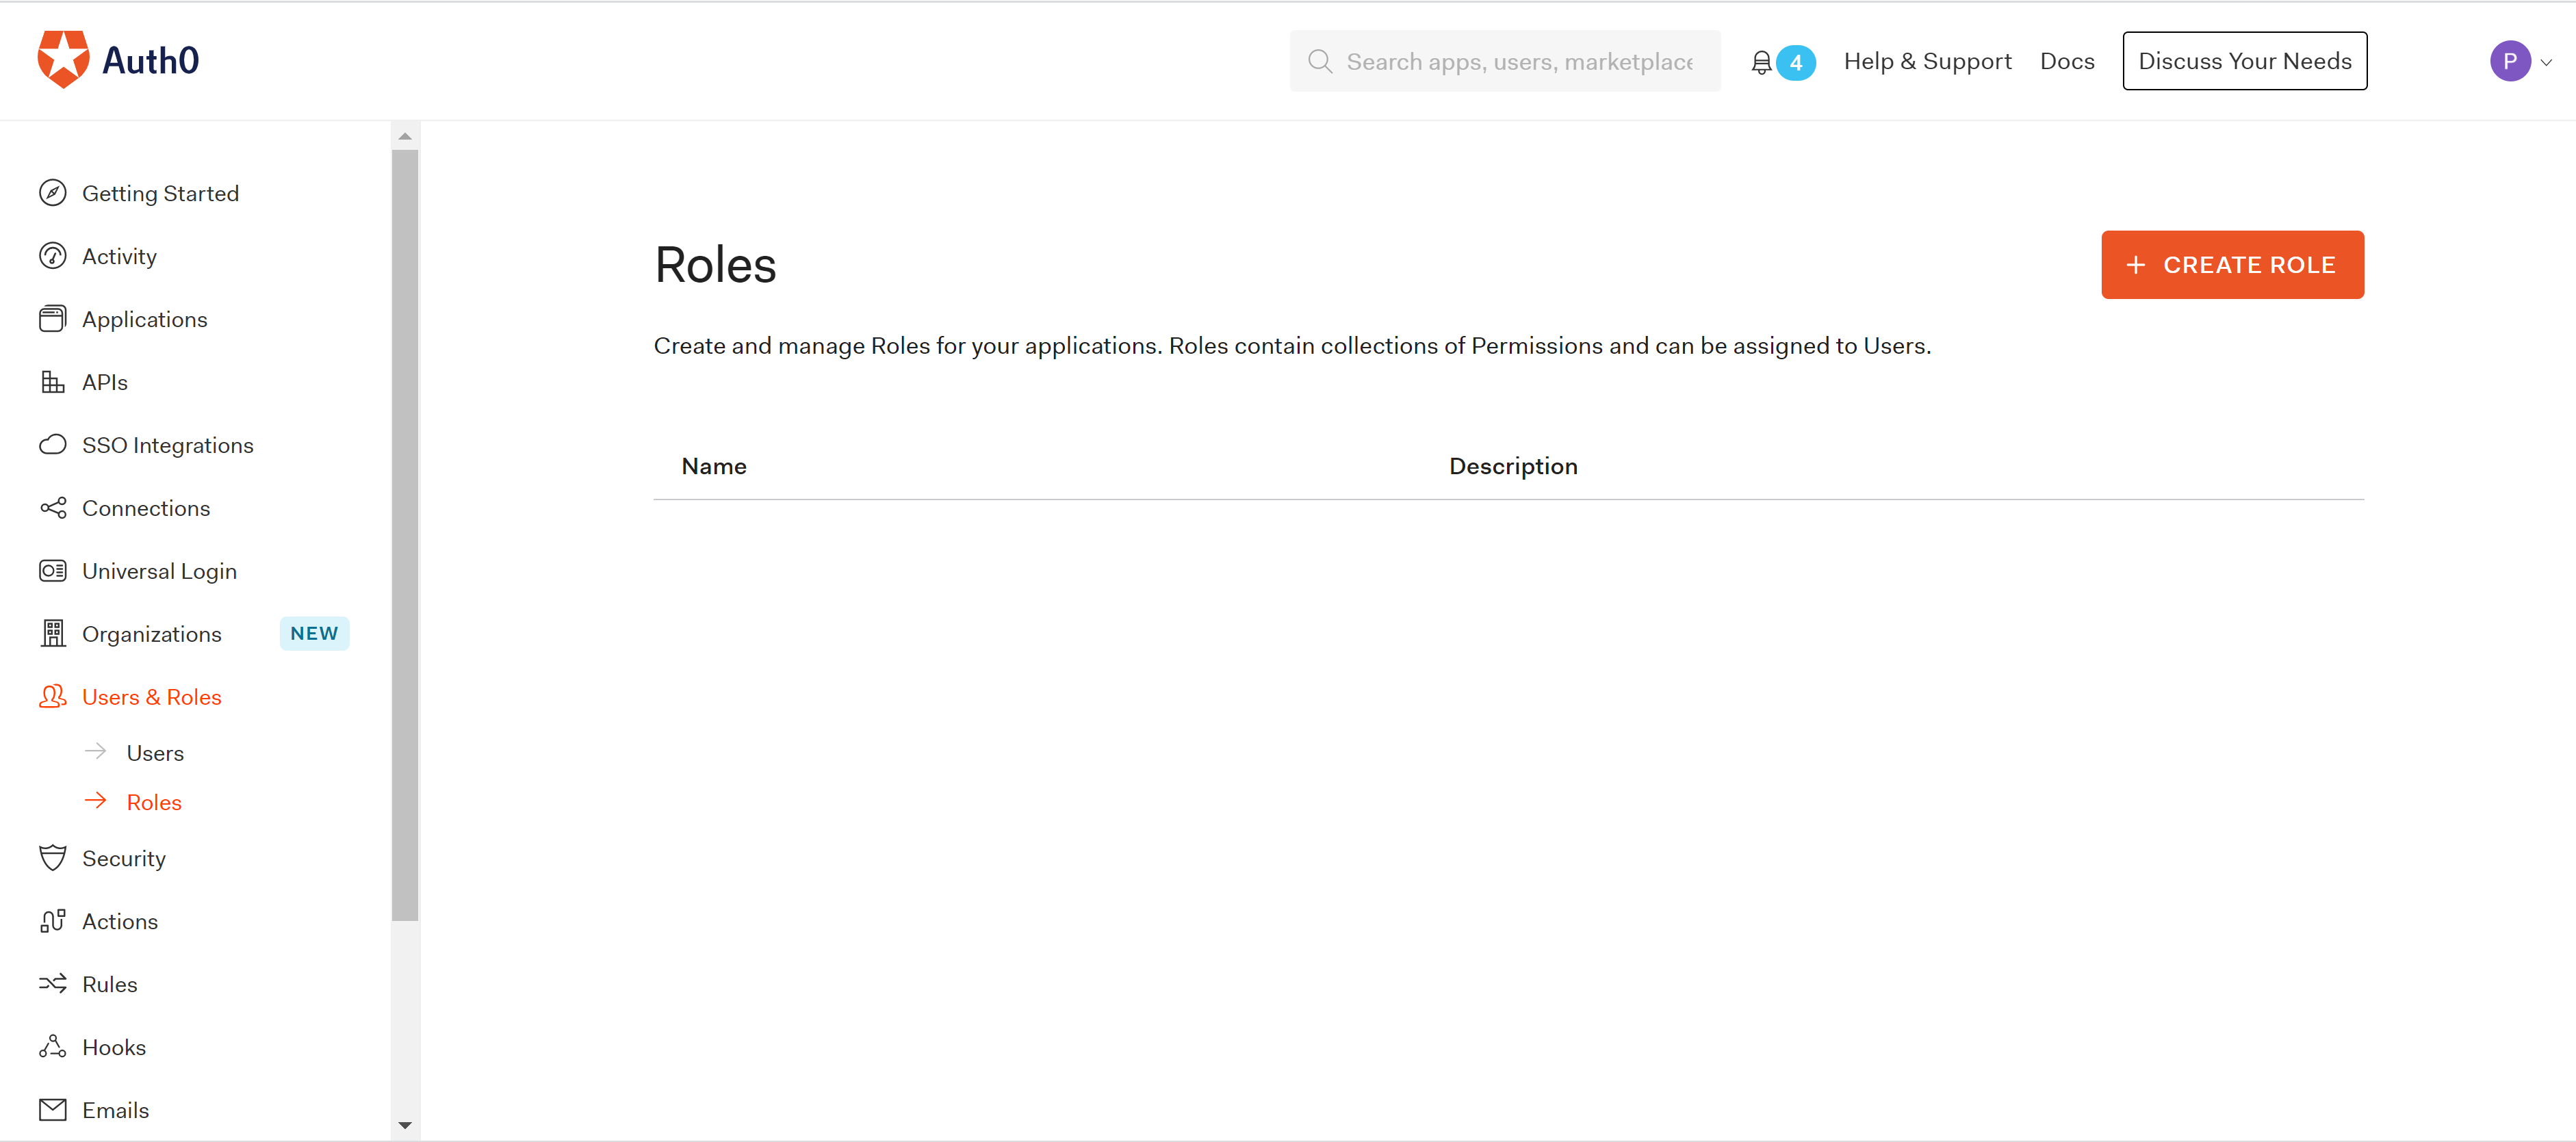 Auth0
Search apps, users, marketplace
4
Help & Support
Docs
Discuss Your Needs
P
Getting Started
Activity
Applications
APIs
SSO Integrations
Connections
Universal Login
Organizations NEW
Users & Roles
Users
Roles
Security
Actions
Rules
Hooks
Emails
Roles
+ CREATE ROLE
Create and manage Roles for your applications. Roles contain collections of Permissions and can be assigned to Users.
Name Description